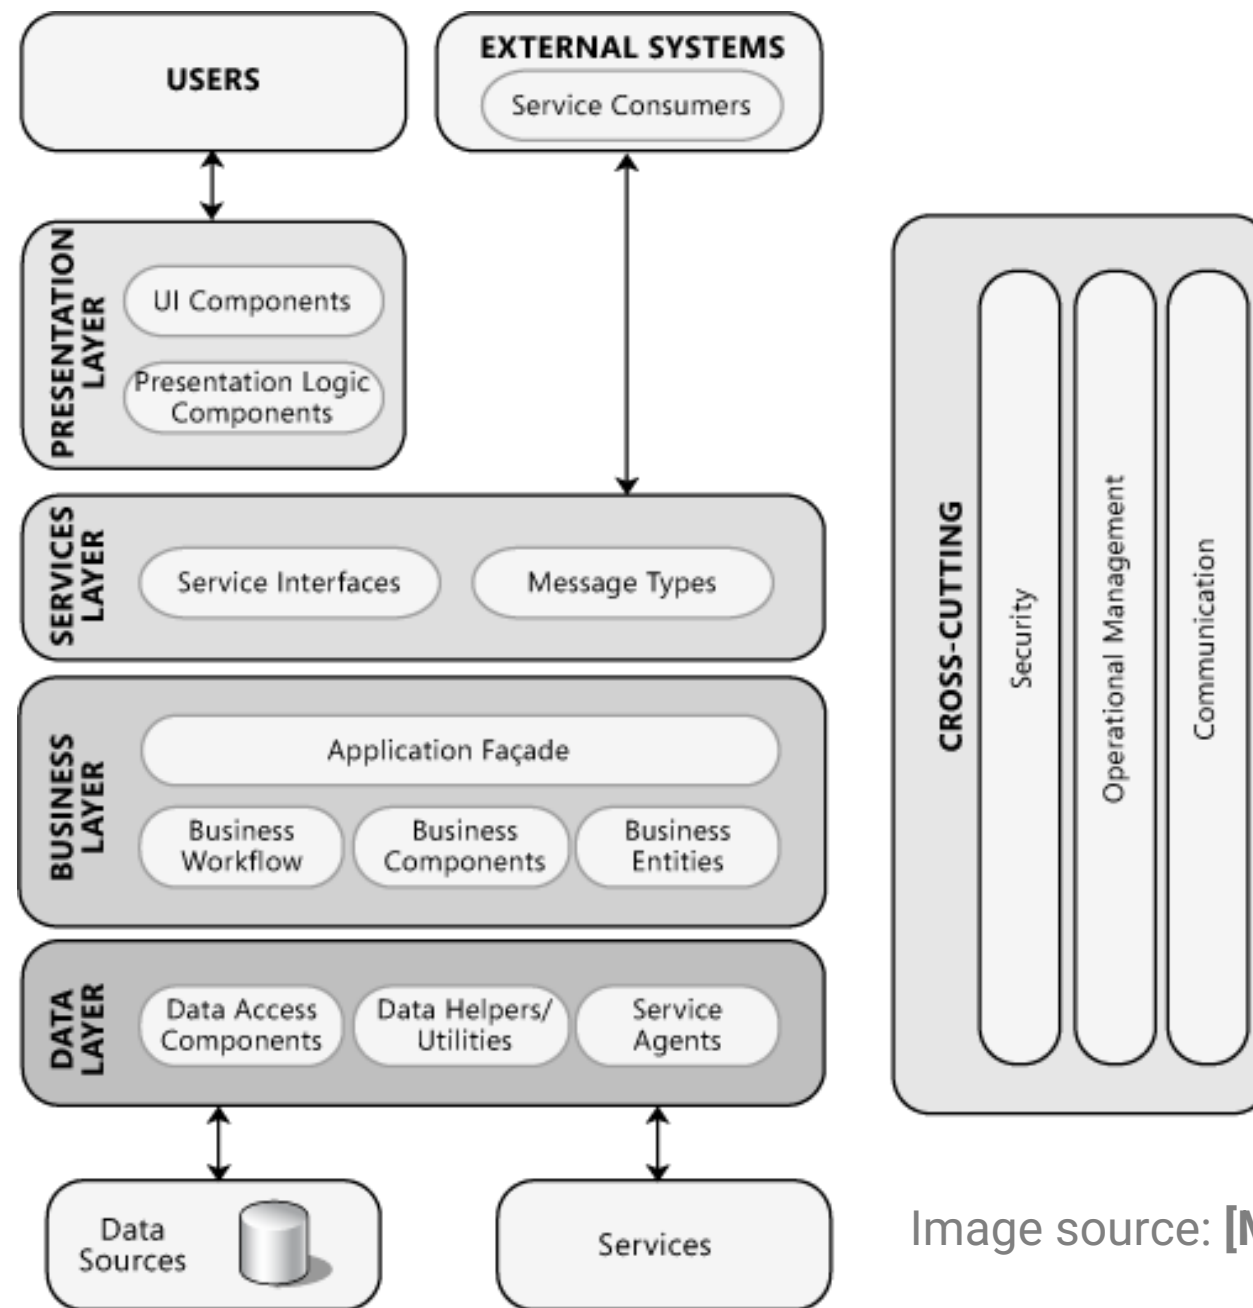 USERS
EXTERNAL SYSTEMS
Service Consumers
PRESENTATION
LAYER
UI Components
Presentation Logic
Components
SERVICES
LAYER
Service Interfaces
Message Types
BUSINESS
LAYER
Application Façade
Business
Workflow
Business
Components
Business
Entities
DATA
LAYER
Data Access
Components
Data Helpers/
Utilities
Service
Agents
Data
Sources
Services
CROSS-CUTTING
Security
Operational Management
Communication
Image source: [M